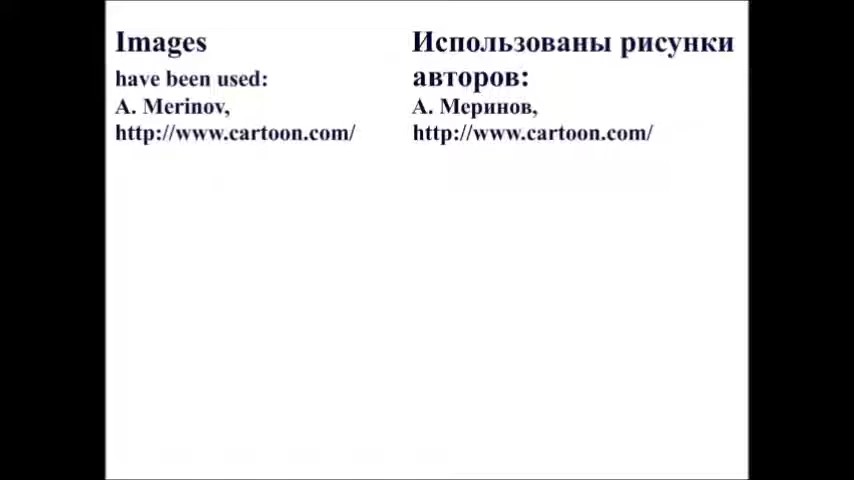 Images
have been used:
A. Merinov,
http://www.cartoon.com/
Использованы рисунки
авторов:
А. Меринов,
http://www.cartoon.com/